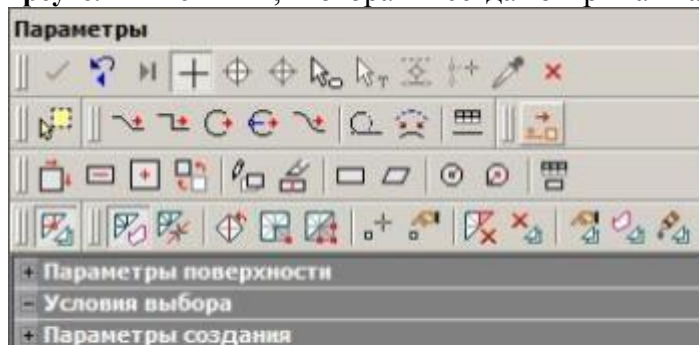 Параметры
Параметры поверхности
Условия выбора
Параметры создания